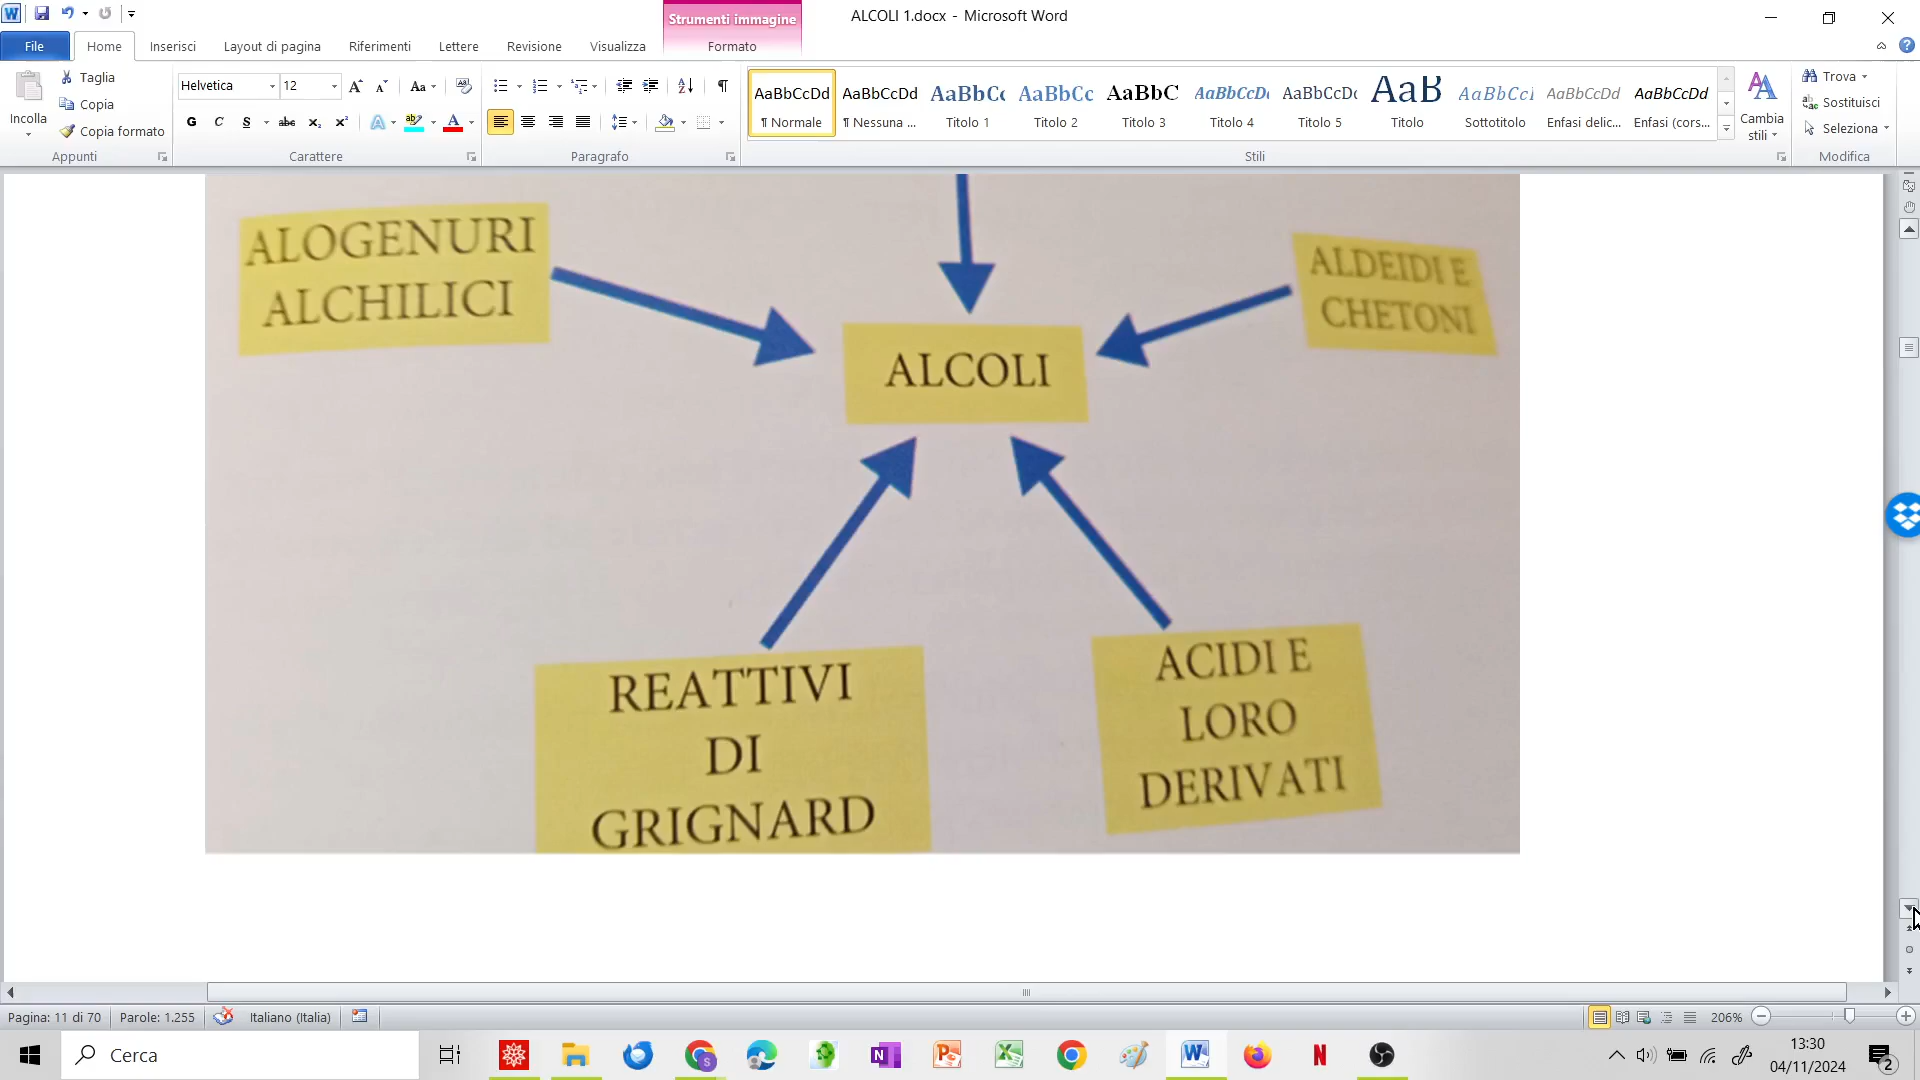 ALCOLI 1.docx - Microsoft Word
Strumenti immagine
File
Home
Inserisci
Layout di pagina
Riferimenti
Lettere
Revisione
Visualizza
Formato
Incolla
Taglia
Copia
Copia formato
Appunti
Helvetica
12
Carattere
Paragrafo
AaBbCcDd
¶ Normale
AaBbCcDd
¶ Nessuna ...
AaBbCc
Titolo 1
AaBbCc
Titolo 2
AaBbC
Titolo 3
AaBbCcDd
Titolo 4
AaBbCcDc
Titolo 5
AaB
Titolo
AaBbCcI
Sottotitolo
AaBbCcDd
Enfasi delic...
AaBbCcDd
Enfasi (cors...
Stili
Cambia
stili
Trova
Sostituisci
Seleziona
Modifica
ALOGENURI
ALCHILICI
ALDEIDI E
CHETONI
ALCOLI
REATTIVI
DI
GRIGNARD
ACIDI E
LORO
DERIVATI
Pagina: 11 di 70
Parole: 1.255
Italiano (Italia)
206%
Cerca
13:30
04/11/2024
2